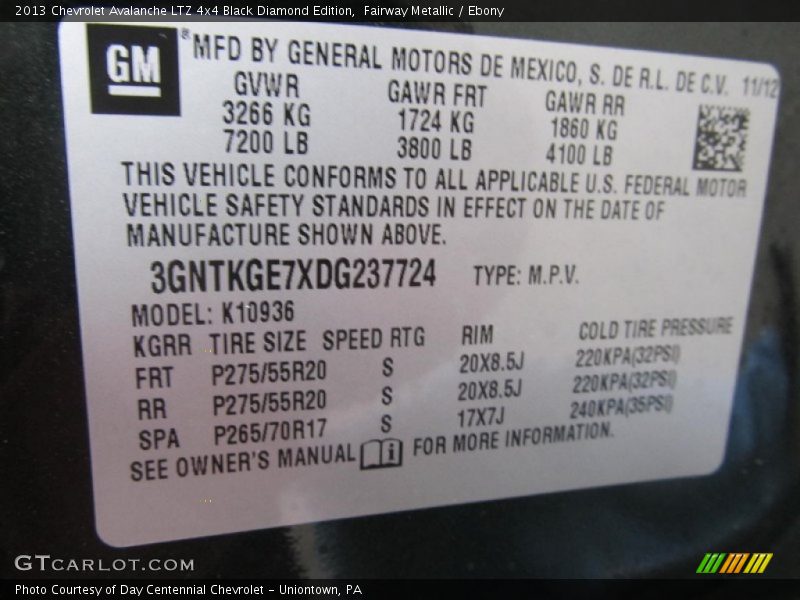 2013 Chevrolet Avalanche LTZ 4x4 Black Diamond Edition,  Fairway Metallic / Ebony
GM ® MFD BY GENERAL MOTORS DE MEXICO, S. DE R.L. DE C.V. 11/12
GVWR GAWR FRT GAWR RR
3266 KG 1724 KG 1860 KG
7200 LB 3800 LB 4100 LB
THIS VEHICLE CONFORMS TO ALL APPLICABLE U.S. FEDERAL MOTOR
VEHICLE SAFETY STANDARDS IN EFFECT ON THE DATE OF
MANUFACTURE SHOWN ABOVE.
3GNTKGE7XDG237724 TYPE: M.P.V.
MODEL: K10936
KGRR TIRE SIZE SPEED RTG RIM COLD TIRE PRESSURE
FRT P275/55R20 S 20X8.5J 220KPA(32PSI)
RR P275/55R20 S 20X8.5J 220KPA(32PSI)
SPA P265/70R17 S 17X7J 240KPA(35PSI)
SEE OWNER'S MANUAL i FOR MORE INFORMATION.
GTCARLOT.COM
Photo Courtesy of Day Centennial Chevrolet - Uniontown, PA